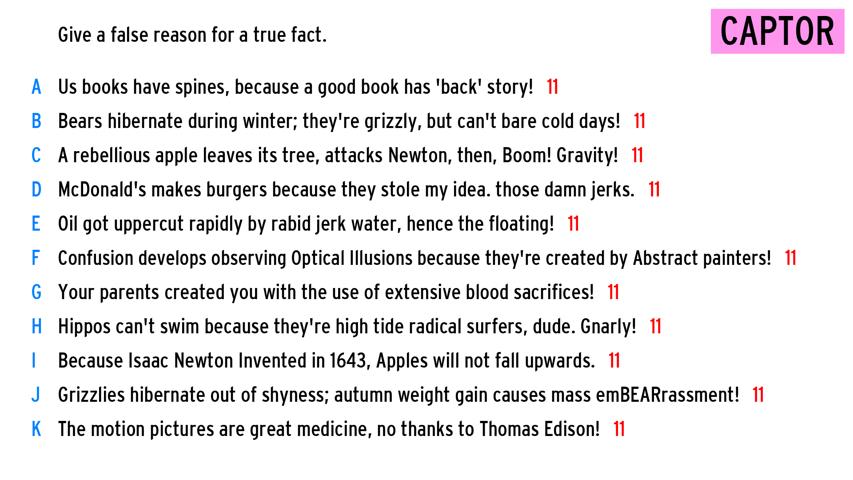 Give a false reason for a true fact.
CAPTOR
A Us books have spines, because a good book has 'back' story! 11
B Bears hibernate during winter; they're grizzly, but can't bare cold days! 11
C A rebellious apple leaves its tree, attacks Newton, then, Boom! Gravity! 11
D McDonald's makes burgers because they stole my idea. those damn jerks. 11
E Oil got uppercut rapidly by rabid jerk water, hence the floating! 11
F Confusion develops observing Optical Illusions because they're created by Abstract painters! 11
G Your parents created you with the use of extensive blood sacrifices! 11
H Hippos can't swim because they're high tide radical surfers, dude. Gnarly! 11
I Because Isaac Newton Invented in 1643, Apples will not fall upwards. 11
J Grizzlies hibernate out of shyness; autumn weight gain causes mass emBEARrassment! 11
K The motion pictures are great medicine, no thanks to Thomas Edison! 11